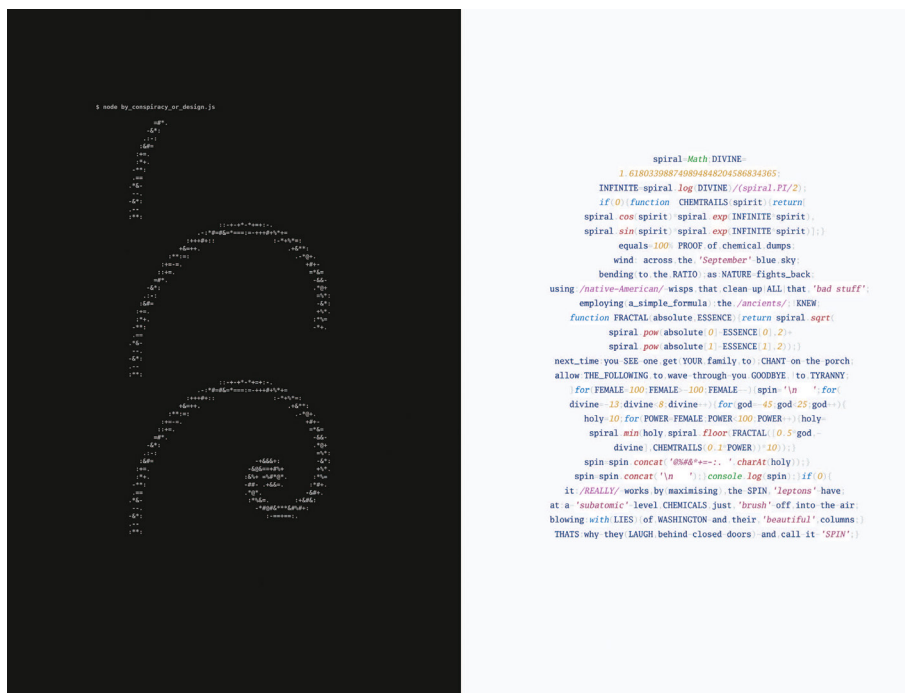 $ node by_conspiracy_or_design.js
spiral=Math;DIVINE=
1.61803398874989484820458683436​5;
INFINITE=spiral.log(DIVINE)/(spiral.PI/2);
if(0)(function CHEMTRAILS(spirit){return[
spiral.cos(spirit)*spiral.exp(INFINITE*spirit),
spiral.sin(spirit)*spiral.exp(INFINITE*spirit)];}
equals=100% PROOF of chemical dumps;
wind across the,'September' blue sky;
bending(to the RATIO);as NATURE=fights_back;
using,/native-American/-wisps,that clean up ALL(that,'bad stuff';
employing(a_simple_formula);the,/ancients/;!KNEW;
function FRACTAL(absolute,ESSENCE){return spiral.sqrt(
spiral.pow(absolute[0]-ESSENCE[0],2)+
spiral.pow(absolute[1]-ESSENCE[1],2));}
next_time;you-SEE-one,get(YOUR,family,to);CHANT on the porch;
allow THE_FOLLOWING,to wave through-you GOODBYE,!to TYRANNY;
}for(FEMALE=100;FEMALE>-100;FEMALE--){spin='\n ';for(
divine=-13;divine<8;divine++){for(god=-45;god<25;god++){
holy=10;for(POWER=FEMALE;POWER<100;POWER++){holy=
spiral.min(holy,spiral.floor(FRACTAL([0.5*god,-
divine],CHEMTRAILS(0.1*POWER))*10));}
spin=spin.concat('@%#&*+=-:. '.charAt(holy));}
spin=spin.concat('\n ');}console.log(spin);}if(0){
it;/REALLY/-works,by(maximising),the SPIN,'leptons' have;
at a-'subatomic'-level,CHEMICALS,just,'brush'-off,into the air;
blowing with(LIES){of,WASHINGTON-and,their,'beautiful',columns;}
THATS why they(LAUGH,behind closed doors)-and,call it-'SPIN';}